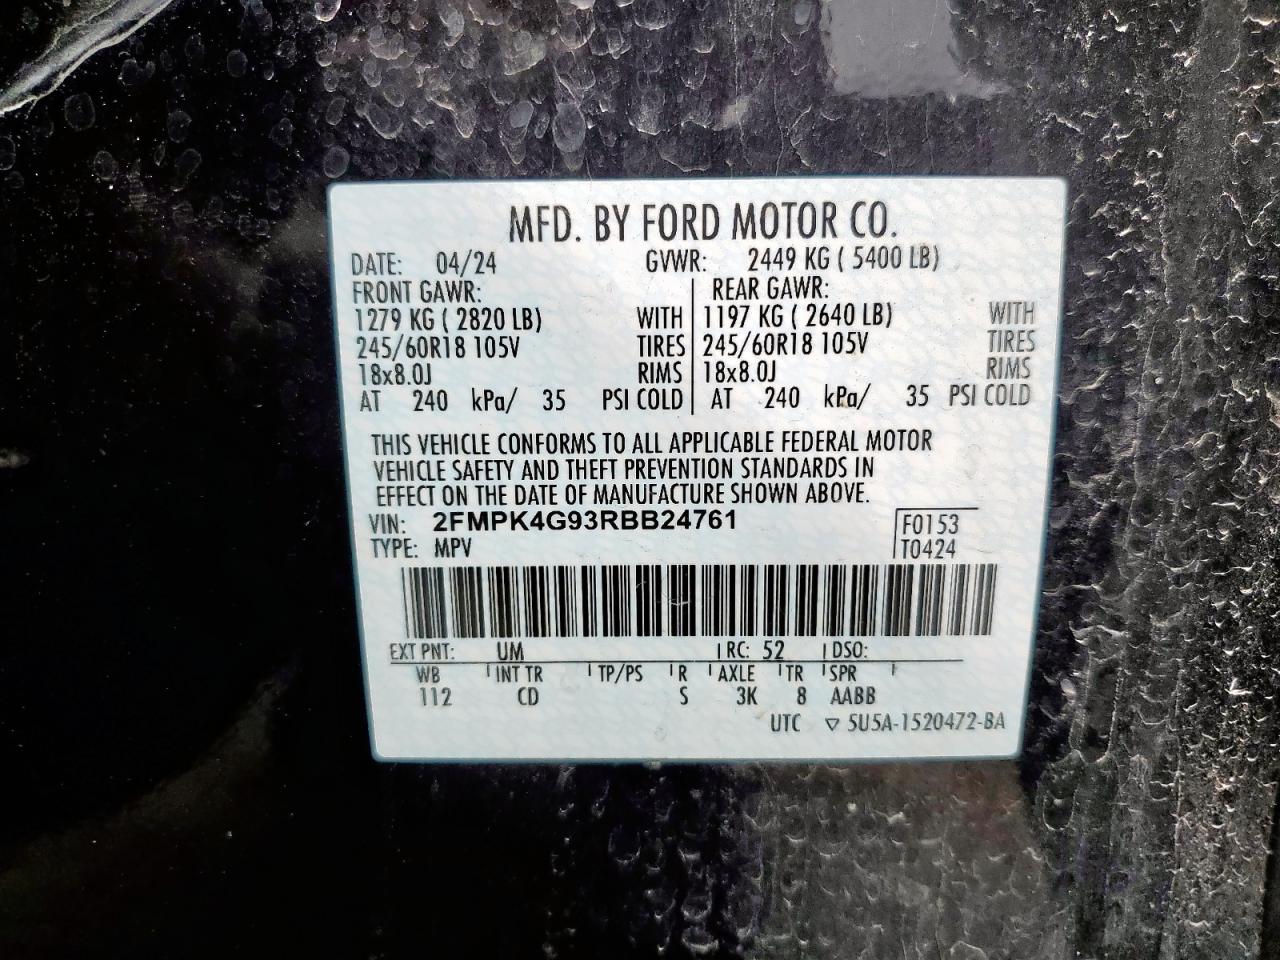 MFD. BY FORD MOTOR CO.
DATE: 04/24 GVWR: 2449 KG ( 5400 LB)
FRONT GAWR: REAR GAWR:
1279 KG ( 2820 LB) WITH 1197 KG ( 2640 LB) WITH
245/60R18 105V TIRES 245/60R18 105V TIRES
18x8.0J RIMS 18x8.0J RIMS
AT 240 kPa/ 35 PSI COLD AT 240 kPa/ 35 PSI COLD
THIS VEHICLE CONFORMS TO ALL APPLICABLE FEDERAL MOTOR
VEHICLE SAFETY AND THEFT PREVENTION STANDARDS IN
EFFECT ON THE DATE OF MANUFACTURE SHOWN ABOVE.
VIN: 2FMPK4G93RBB24761 F0153
TYPE: MPV T0424
EXT PNT: UM RC: 52 DSO:
WB INT TR TP/PS R AXLE TR SPR
112 CD S 3K 8 AABB
UTC ▽ 5U5A-1520472-BA